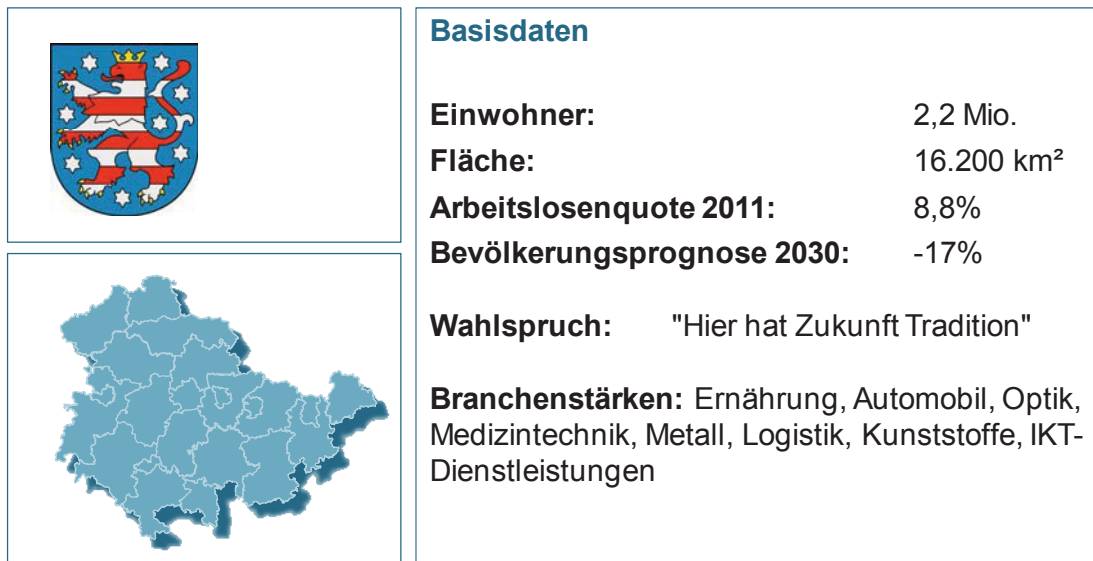 Basisdaten
Einwohner: 2,2 Mio.
Fläche: 16.200 km²
Arbeitslosenquote 2011: 8,8%
Bevölkerungsprognose 2030: -17%
Wahlspruch: "Hier hat Zukunft Tradition"
Branchenstärken: Ernährung, Automobil, Optik,
Medizintechnik, Metall, Logistik, Kunststoffe, IKT-
Dienstleistungen